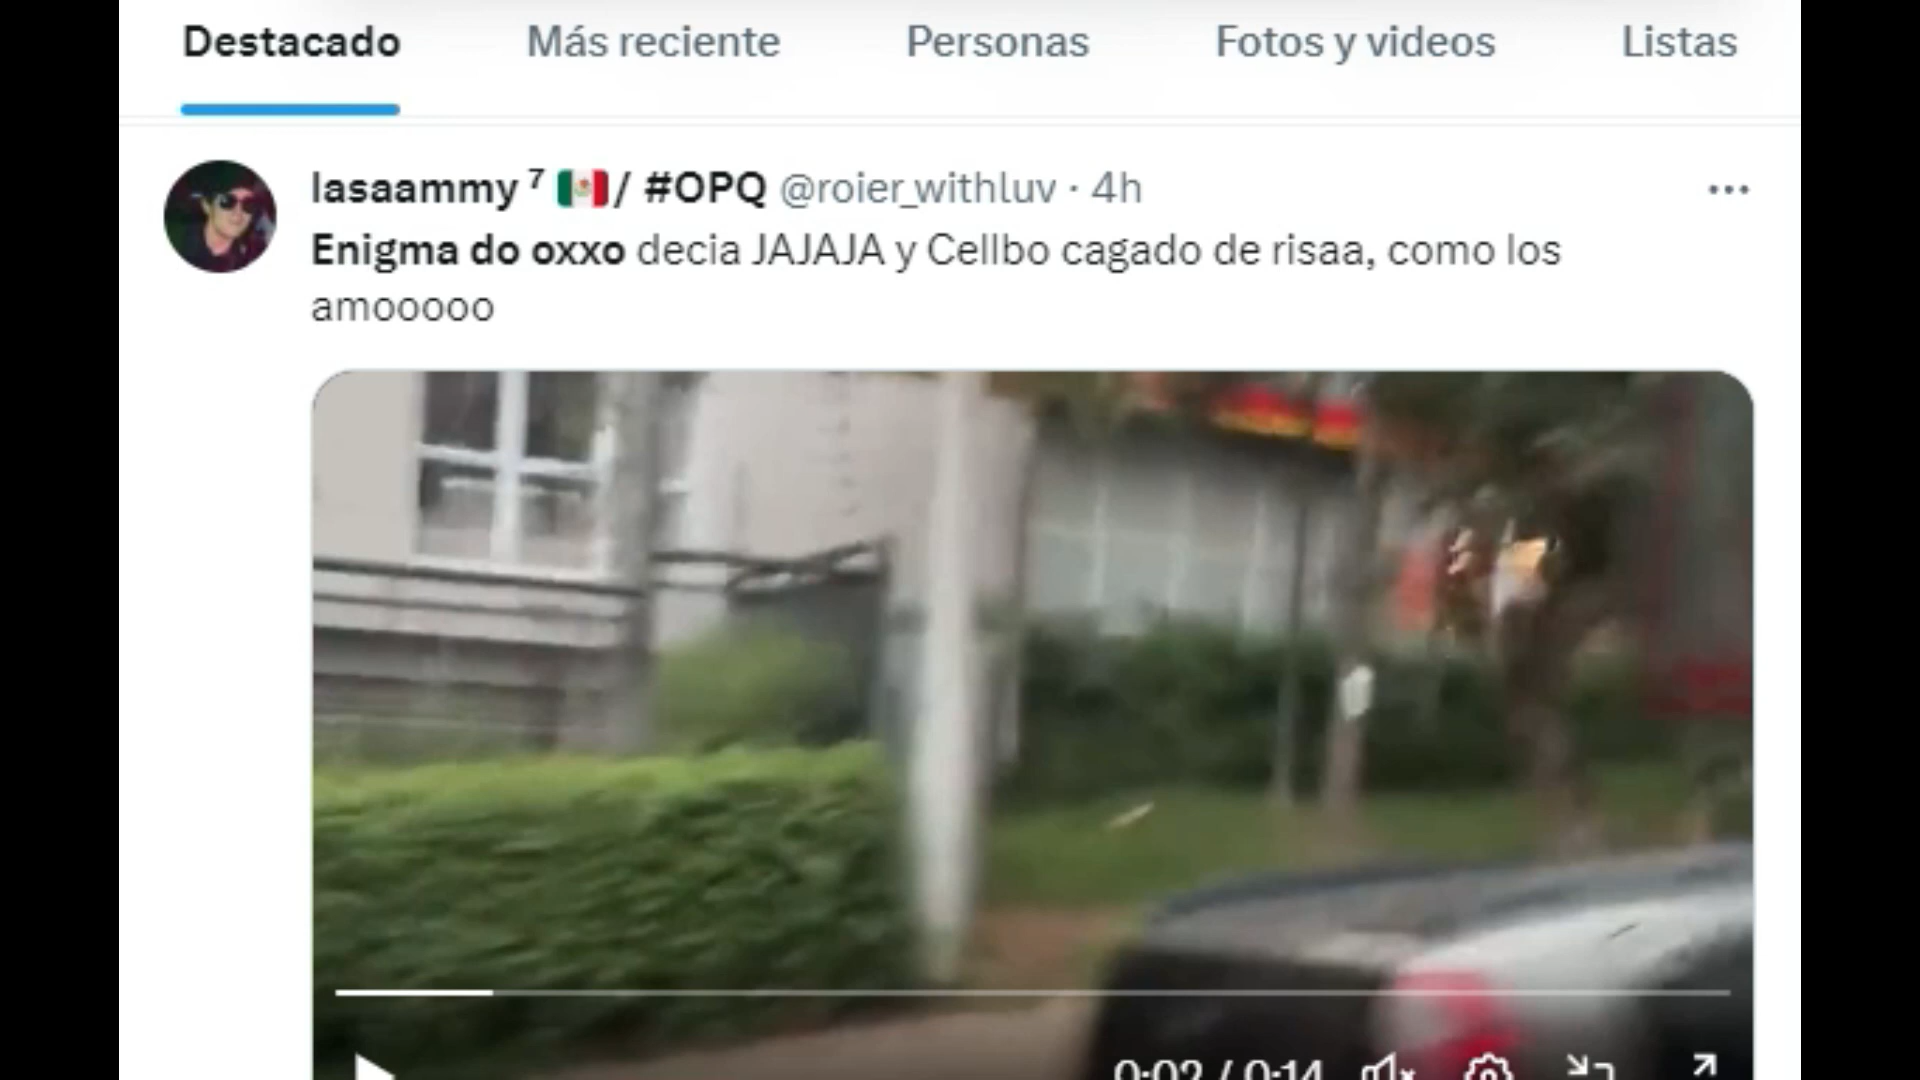 Destacado Más reciente Personas Fotos y videos Listas
lasaammy ⁷ 🇲🇽/ #OPQ @roier_withluv · 4h
Enigma do oxxo decia JAJAJA y Cellbo cagado de risaa, como los
amooooo
0:02 / 0:14